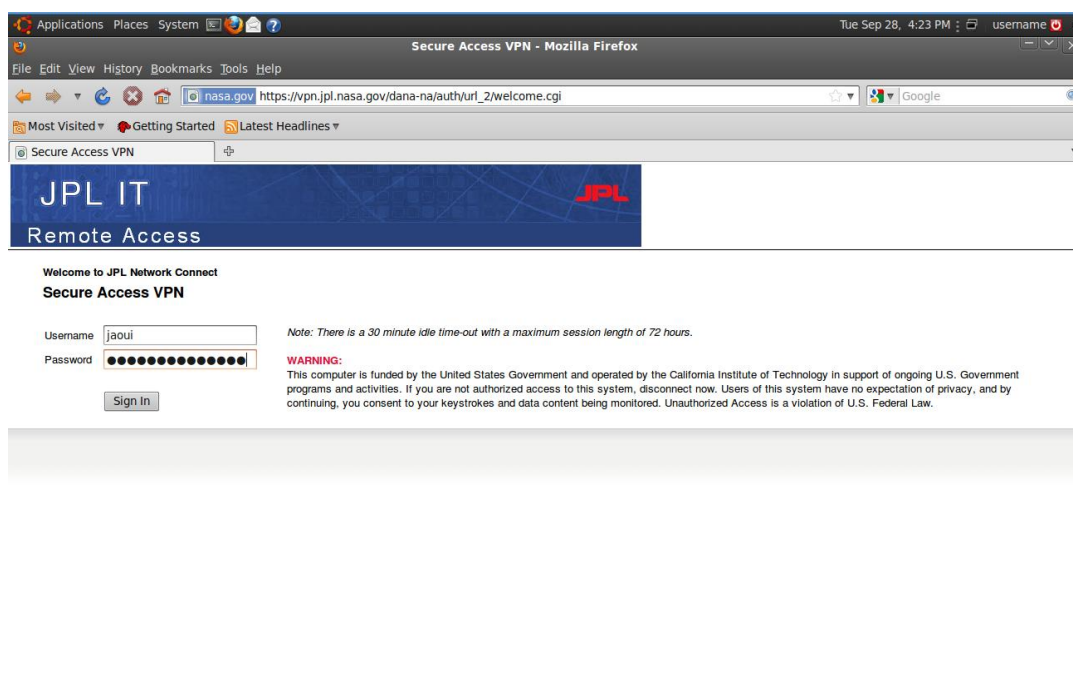 Applications Places System Tue Sep 28, 4:23 PM username
Secure Access VPN - Mozilla Firefox
File Edit View History Bookmarks Tools Help
nasa.gov https://vpn.jpl.nasa.gov/dana-na/auth/url_2/welcome.cgi Google
Most Visited Getting Started Latest Headlines
Secure Access VPN
JPL IT JPL
Remote Access
Welcome to JPL Network Connect
Secure Access VPN
Username jaoui Note: There is a 30 minute idle time-out with a maximum session length of 72 hours.
Password ●●●●●●●●●●●●●● WARNING:
This computer is funded by the United States Government and operated by the California Institute of Technology in support of ongoing U.S. Government
programs and activities. If you are not authorized access to this system, disconnect now. Users of this system have no expectation of privacy, and by
continuing, you consent to your keystrokes and data content being monitored. Unauthorized Access is a violation of U.S. Federal Law.
Sign In